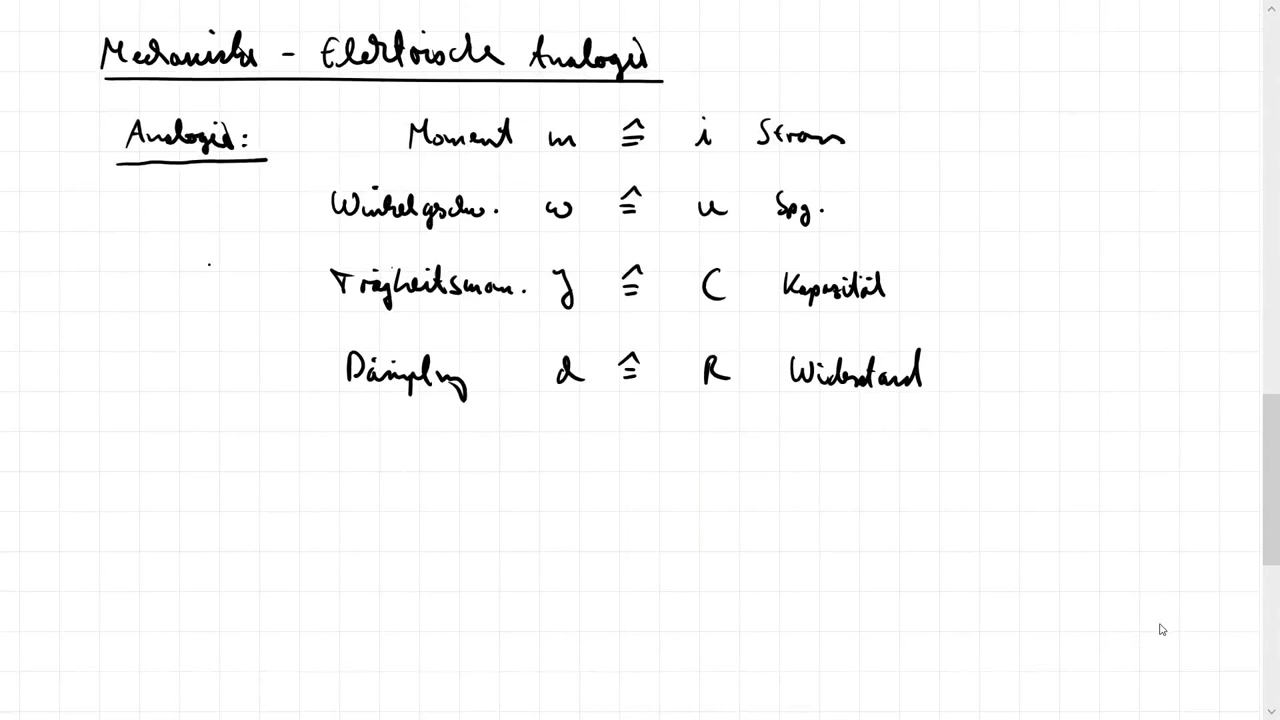 Mechanische - Elektrische Analogie
Analogie: Moment m ≙ i Strom
Winkelgeschw. ω ≙ u Spg.
Trägheitsmom. J ≙ C Kapazität
Dämpfung d ≙ R Widerstand